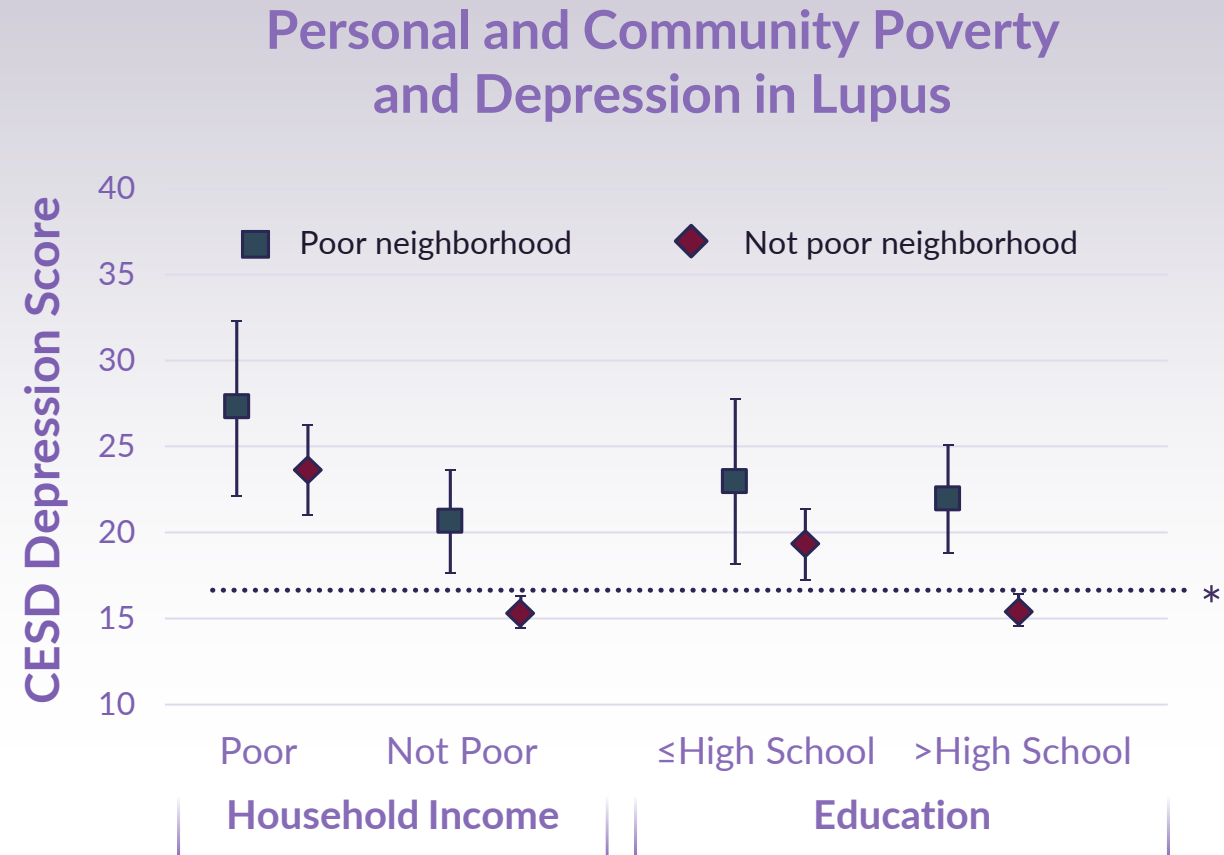 Personal and Community Poverty
and Depression in Lupus
CESD Depression Score
40
35
30
25
20
15
10
Poor neighborhood
Not poor neighborhood
*
Poor
Not Poor
≤High School
>High School
Household Income
Education